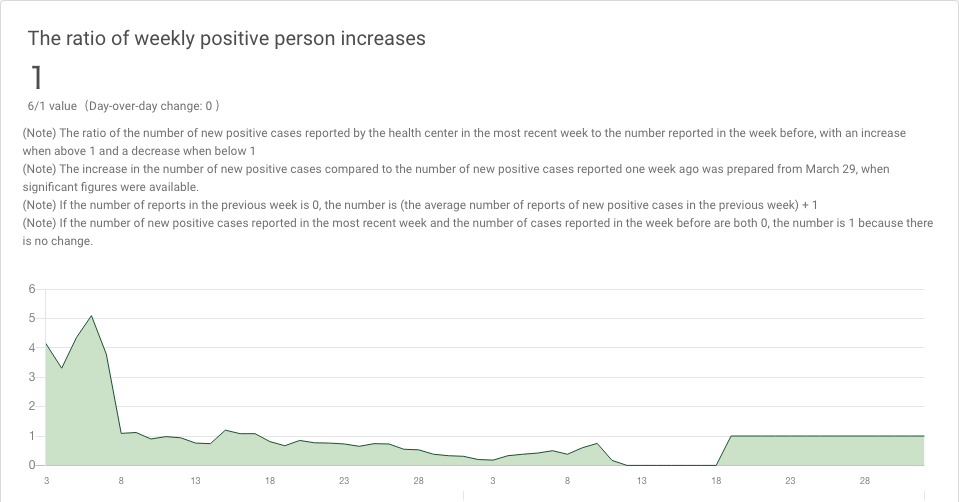 The ratio of weekly positive person increases
1
6/1 value (Day-over-day change: 0 )
(Note) The ratio of the number of new positive cases reported by the health center in the most recent week to the number reported in the week before, with an increase
when above 1 and a decrease when below 1
(Note) The increase in the number of new positive cases compared to the number of new positive cases reported one week ago was prepared from March 29, when
significant figures were available.
(Note) If the number of reports in the previous week is 0, the number is (the average number of reports of new positive cases in the previous week) + 1
(Note) If the number of new positive cases reported in the most recent week and the number of cases reported in the week before are both 0, the number is 1 because there
is no change.
6
5
4
3
2
1
0
3 8 13 18 23 28 3 8 13 18 23 28